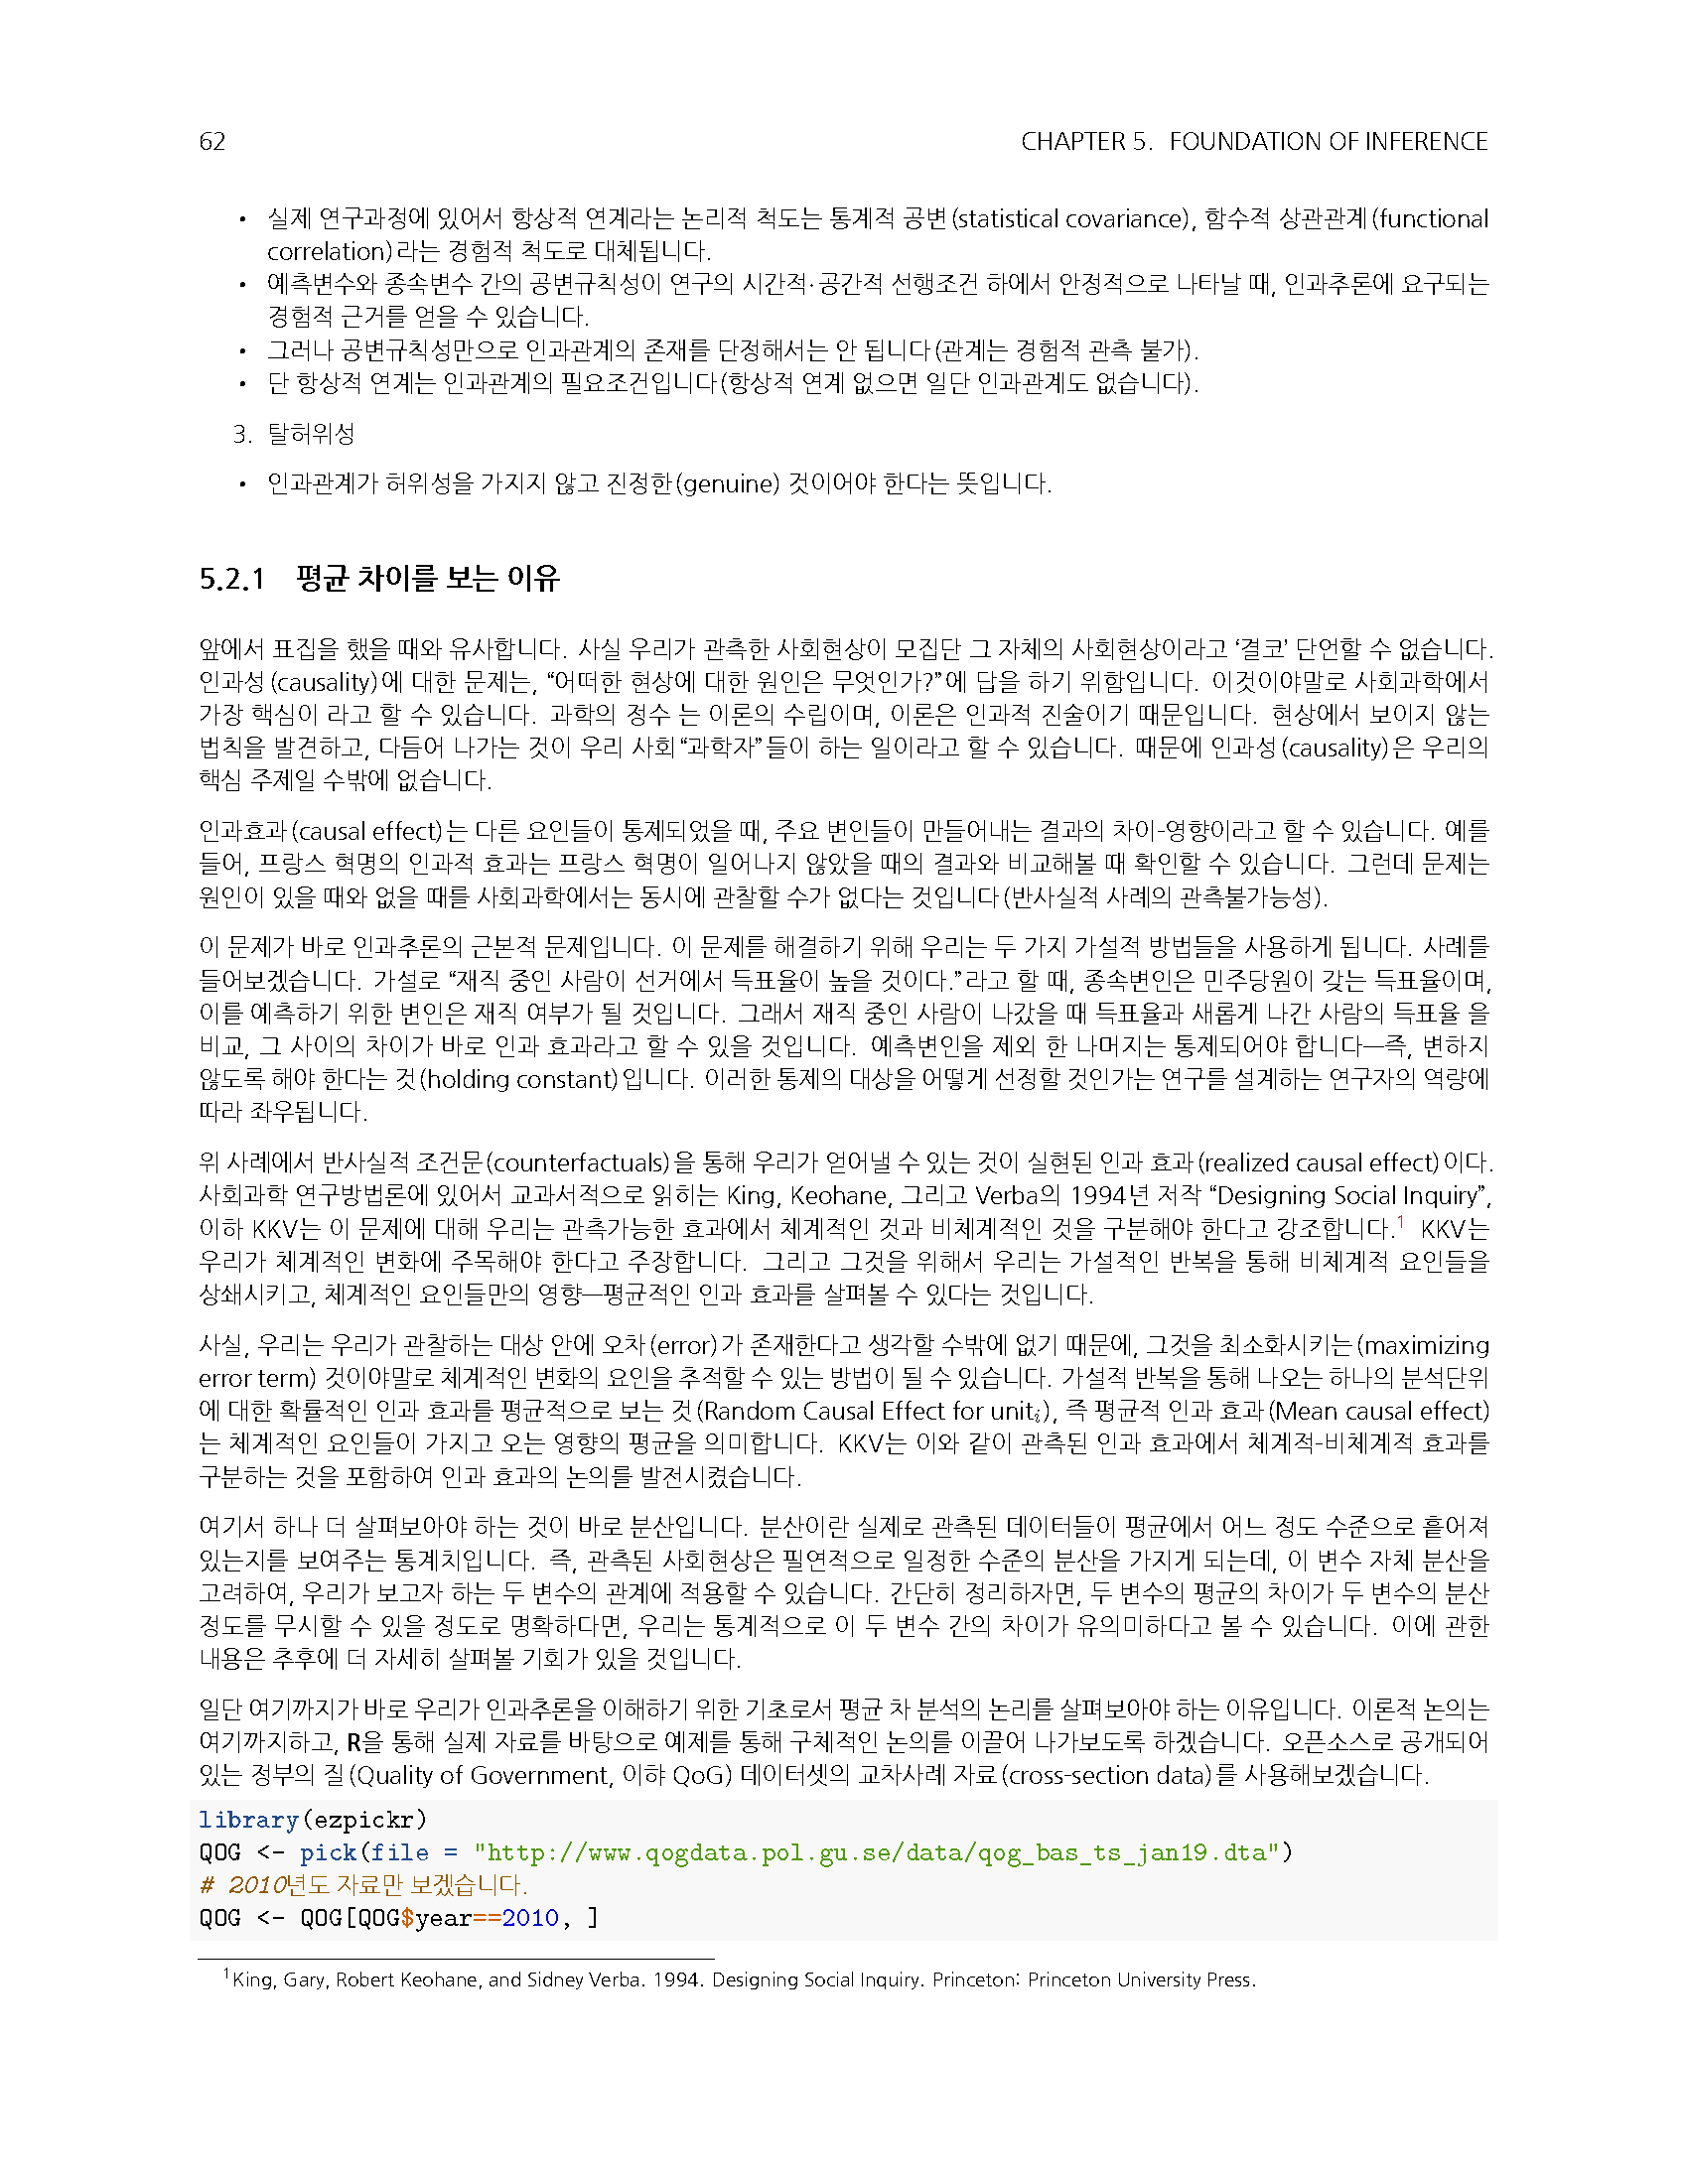 62 CHAPTER 5. FOUNDATION OF INFERENCE
• 실제 연구과정에 있어서 항상적 연계라는 논리적 척도는 통계적 공변(statistical covariance), 함수적 상관관계(functional
correlation)라는 경험적 척도로 대체됩니다.
• 예측변수와 종속변수 간의 공변규칙성이 연구의 시간적·공간적 선행조건 하에서 안정적으로 나타날 때, 인과추론에 요구되는
경험적 근거를 얻을 수 있습니다.
• 그러나 공변규칙성만으로 인과관계의 존재를 단정해서는 안 됩니다(관계는 경험적 관측 불가).
• 단 항상적 연계는 인과관계의 필요조건입니다(항상적 연계 없으면 일단 인과관계도 없습니다).
3. 탈허위성
• 인과관계가 허위성을 가지지 않고 진정한(genuine) 것이어야 한다는 뜻입니다.
5.2.1 평균 차이를 보는 이유
앞에서 표집을 했을 때와 유사합니다. 사실 우리가 관측한 사회현상이 모집단 그 자체의 사회현상이라고 ‘결코’ 단언할 수 없습니다.
인과성(causality)에 대한 문제는, “어떠한 현상에 대한 원인은 무엇인가?”에 답을 하기 위함입니다. 이것이야말로 사회과학에서
가장 핵심이 라고 할 수 있습니다. 과학의 정수 는 이론의 수립이며, 이론은 인과적 진술이기 때문입니다. 현상에서 보이지 않는
법칙을 발견하고, 다듬어 나가는 것이 우리 사회“과학자”들이 하는 일이라고 할 수 있습니다. 때문에 인과성(causality)은 우리의
핵심 주제일 수밖에 없습니다.
인과효과(causal effect)는 다른 요인들이 통제되었을 때, 주요 변인들이 만들어내는 결과의 차이-영향이라고 할 수 있습니다. 예를
들어, 프랑스 혁명의 인과적 효과는 프랑스 혁명이 일어나지 않았을 때의 결과와 비교해볼 때 확인할 수 있습니다. 그런데 문제는
원인이 있을 때와 없을 때를 사회과학에서는 동시에 관찰할 수가 없다는 것입니다(반사실적 사례의 관측불가능성).
이 문제가 바로 인과추론의 근본적 문제입니다. 이 문제를 해결하기 위해 우리는 두 가지 가설적 방법들을 사용하게 됩니다. 사례를
들어보겠습니다. 가설로 “재직 중인 사람이 선거에서 득표율이 높을 것이다.”라고 할 때, 종속변인은 민주당원이 갖는 득표율이며,
이를 예측하기 위한 변인은 재직 여부가 될 것입니다. 그래서 재직 중인 사람이 나갔을 때 득표율과 새롭게 나간 사람의 득표율 을
비교, 그 사이의 차이가 바로 인과 효과라고 할 수 있을 것입니다. 예측변인을 제외 한 나머지는 통제되어야 합니다—즉, 변하지
않도록 해야 한다는 것(holding constant)입니다. 이러한 통제의 대상을 어떻게 선정할 것인가는 연구를 설계하는 연구자의 역량에
따라 좌우됩니다.
위 사례에서 반사실적 조건문(counterfactuals)을 통해 우리가 얻어낼 수 있는 것이 실현된 인과 효과(realized causal effect)이다.
사회과학 연구방법론에 있어서 교과서적으로 읽히는 King, Keohane, 그리고 Verba의 1994년 저작 “Designing Social Inquiry”,
이하 KKV는 이 문제에 대해 우리는 관측가능한 효과에서 체계적인 것과 비체계적인 것을 구분해야 한다고 강조합니다.1 KKV는
우리가 체계적인 변화에 주목해야 한다고 주장합니다. 그리고 그것을 위해서 우리는 가설적인 반복을 통해 비체계적 요인들을
상쇄시키고, 체계적인 요인들만의 영향—평균적인 인과 효과를 살펴볼 수 있다는 것입니다.
사실, 우리는 우리가 관찰하는 대상 안에 오차(error)가 존재한다고 생각할 수밖에 없기 때문에, 그것을 최소화시키는(maximizing
error term) 것이야말로 체계적인 변화의 요인을 추적할 수 있는 방법이 될 수 있습니다. 가설적 반복을 통해 나오는 하나의 분석단위
에 대한 확률적인 인과 효과를 평균적으로 보는 것(Random Causal Effect for unitᵢ), 즉 평균적 인과 효과(Mean causal effect)
는 체계적인 요인들이 가지고 오는 영향의 평균을 의미합니다. KKV는 이와 같이 관측된 인과 효과에서 체계적-비체계적 효과를
구분하는 것을 포함하여 인과 효과의 논의를 발전시켰습니다.
여기서 하나 더 살펴보아야 하는 것이 바로 분산입니다. 분산이란 실제로 관측된 데이터들이 평균에서 어느 정도 수준으로 흩어져
있는지를 보여주는 통계치입니다. 즉, 관측된 사회현상은 필연적으로 일정한 수준의 분산을 가지게 되는데, 이 변수 자체 분산을
고려하여, 우리가 보고자 하는 두 변수의 관계에 적용할 수 있습니다. 간단히 정리하자면, 두 변수의 평균의 차이가 두 변수의 분산
정도를 무시할 수 있을 정도로 명확하다면, 우리는 통계적으로 이 두 변수 간의 차이가 유의미하다고 볼 수 있습니다. 이에 관한
내용은 추후에 더 자세히 살펴볼 기회가 있을 것입니다.
일단 여기까지가 바로 우리가 인과추론을 이해하기 위한 기초로서 평균 차 분석의 논리를 살펴보아야 하는 이유입니다. 이론적 논의는
여기까지하고, R을 통해 실제 자료를 바탕으로 예제를 통해 구체적인 논의를 이끌어 나가보도록 하겠습니다. 오픈소스로 공개되어
있는 정부의 질(Quality of Government, 이햐 QoG) 데이터셋의 교차사례 자료(cross-section data)를 사용해보겠습니다.
library(ezpickr)
QOG <- pick(file = "http://www.qogdata.pol.gu.se/data/qog_bas_ts_jan19.dta")
# 2010년도 자료만 보겠습니다.
QOG <- QOG[QOG$year==2010, ]
1King, Gary, Robert Keohane, and Sidney Verba. 1994. Designing Social Inquiry. Princeton: Princeton University Press.